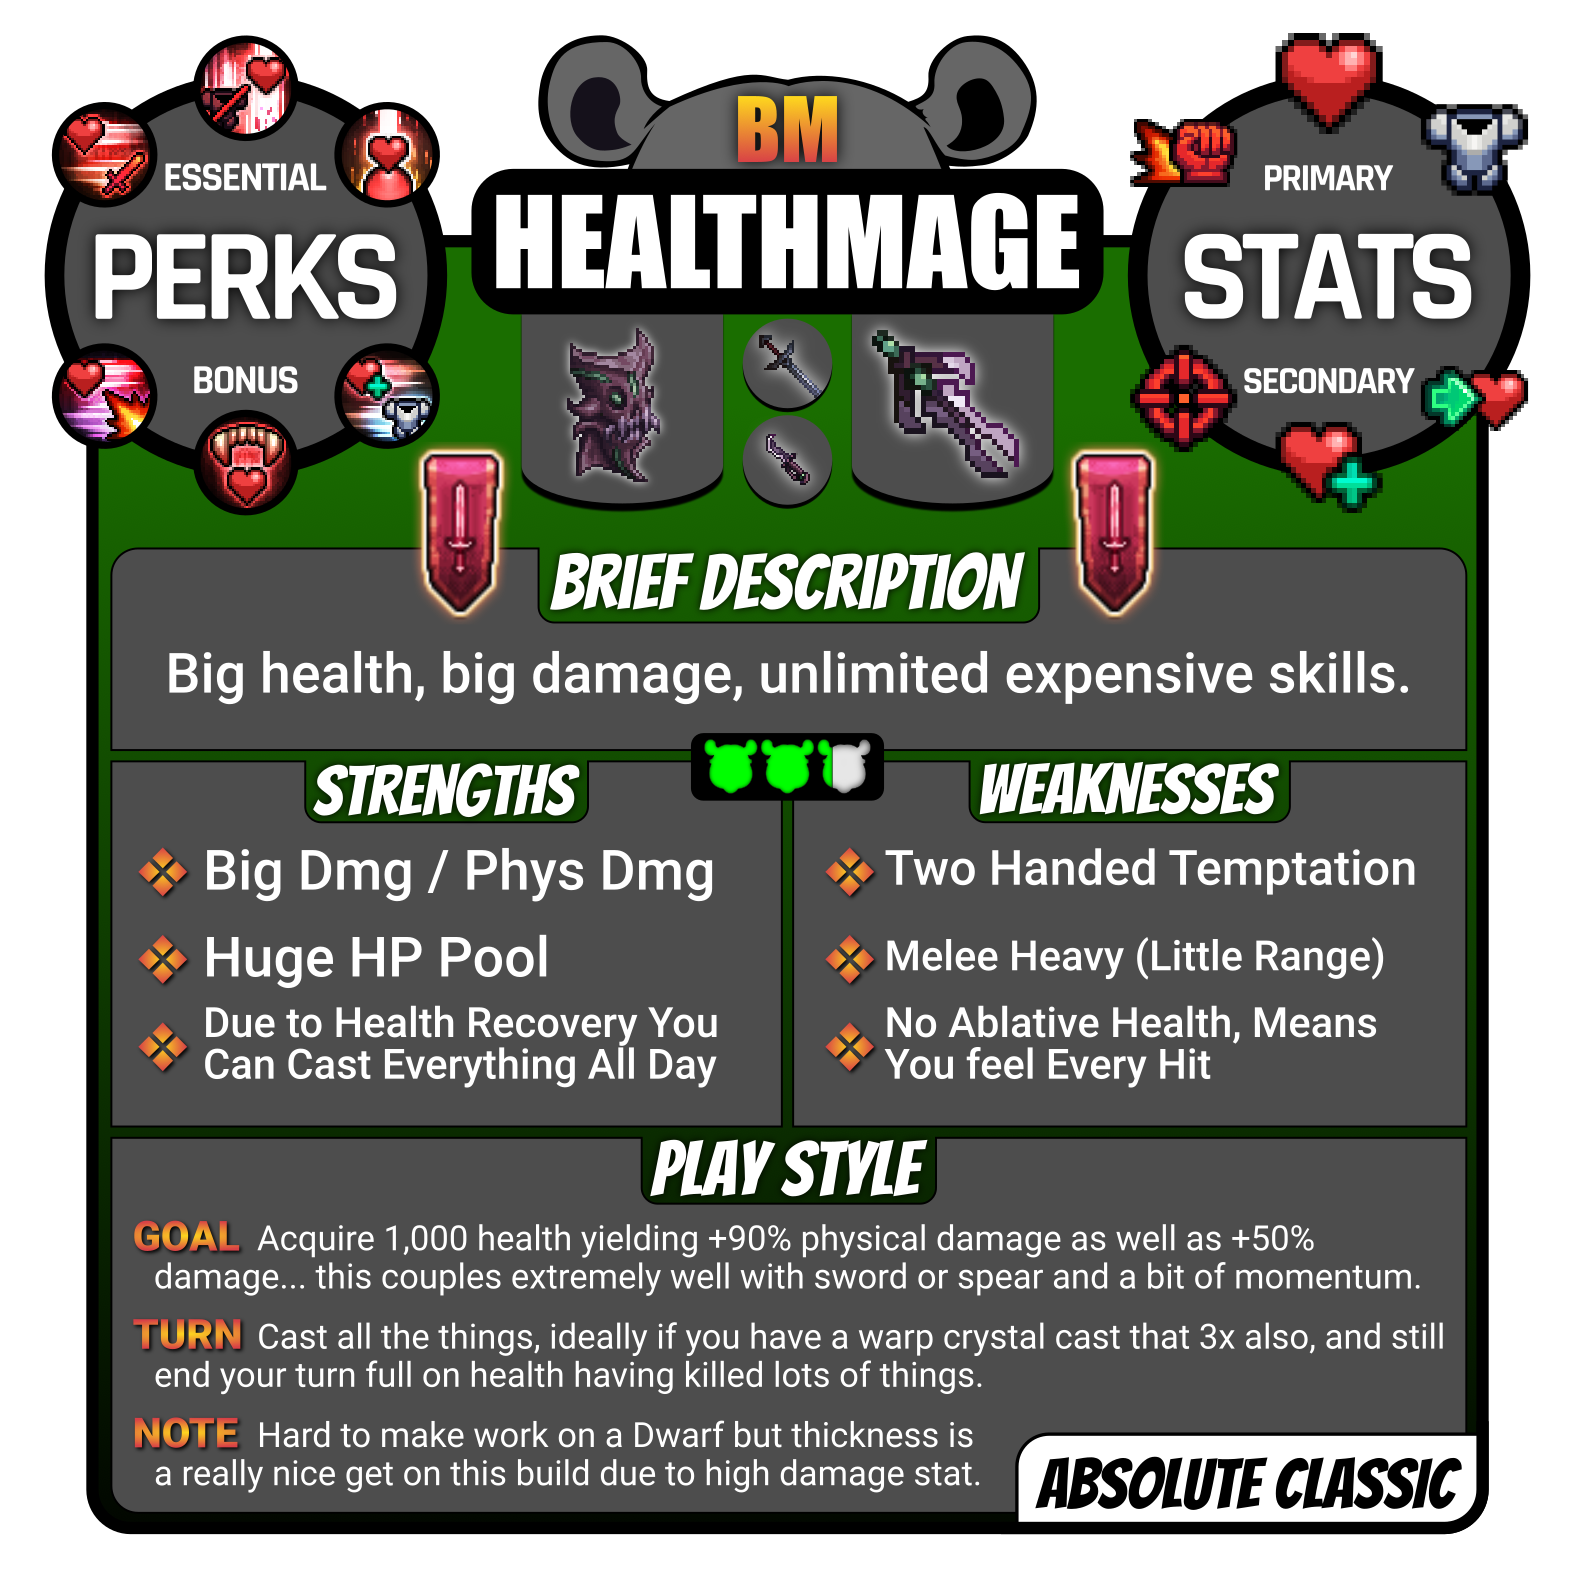 BM
HEALTHMAGE
ESSENTIAL
PERKS
BONUS
PRIMARY
STATS
SECONDARY
BRIEF DESCRIPTION
Big health, big damage, unlimited expensive skills.
STRENGTHS
Big Dmg / Phys Dmg
Huge HP Pool
Due to Health Recovery You
Can Cast Everything All Day
WEAKNESSES
Two Handed Temptation
Melee Heavy (Little Range)
No Ablative Health, Means
You feel Every Hit
PLAY STYLE
GOAL Acquire 1,000 health yielding +90% physical damage as well as +50%
damage... this couples extremely well with sword or spear and a bit of momentum.
TURN Cast all the things, ideally if you have a warp crystal cast that 3x also, and still
end your turn full on health having killed lots of things.
NOTE Hard to make work on a Dwarf but thickness is
a really nice get on this build due to high damage stat.
ABSOLUTE CLASSIC